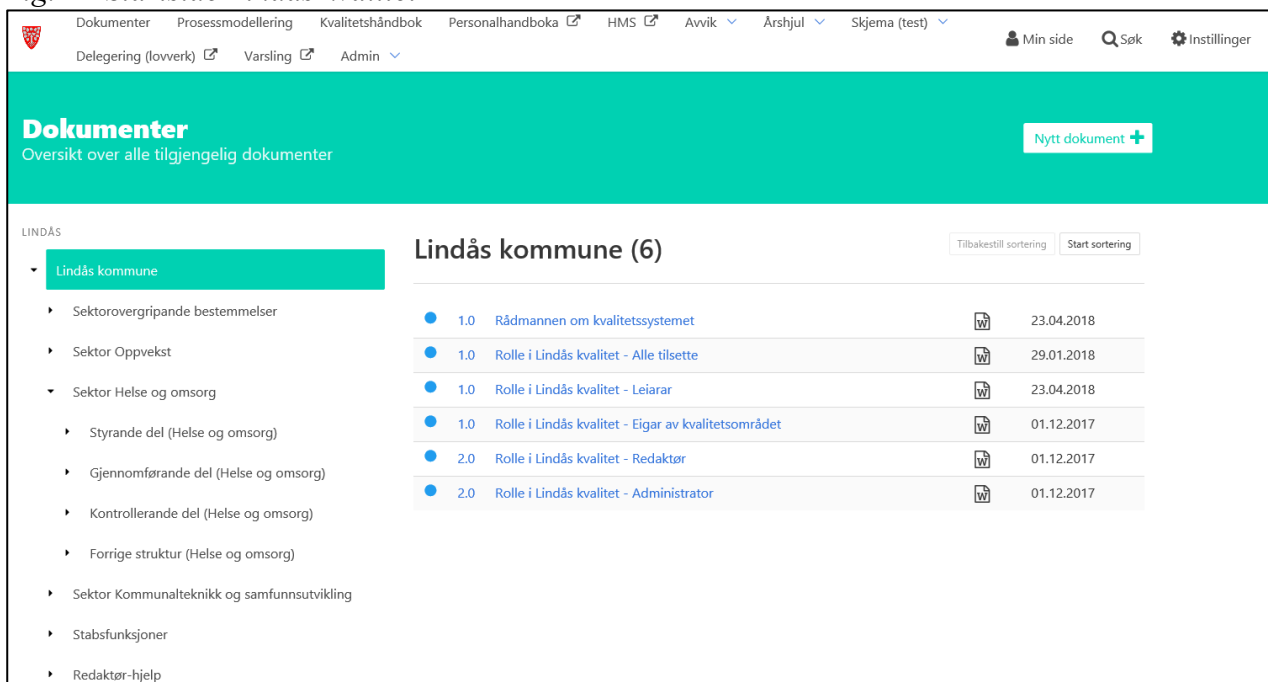 Dokumenter Prosessmodellering Kvalitetshåndbok Personalhandboka HMS Avvik Årshjul Skjema (test)
Delegering (lovverk) Varsling Admin
Min side Søk Instillinger
Dokumenter
Oversikt over alle tilgjengelig dokumenter
Nytt dokument
LINDÅS
Lindås kommune
Sektorovergripande bestemmelser
Sektor Oppvekst
Sektor Helse og omsorg
Styrande del (Helse og omsorg)
Gjennomførande del (Helse og omsorg)
Kontrollerande del (Helse og omsorg)
Forrige struktur (Helse og omsorg)
Sektor Kommunalteknikk og samfunnsutvikling
Stabsfunksjoner
Redaktør-hjelp
Lindås kommune (6)
Tilbakestill sortering Start sortering
1.0 Rådmannen om kvalitetssystemet 23.04.2018
1.0 Rolle i Lindås kvalitet - Alle tilsette 29.01.2018
1.0 Rolle i Lindås kvalitet - Leiarar 23.04.2018
1.0 Rolle i Lindås kvalitet - Eigar av kvalitetsområdet 01.12.2017
2.0 Rolle i Lindås kvalitet - Redaktør 01.12.2017
2.0 Rolle i Lindås kvalitet - Administrator 01.12.2017